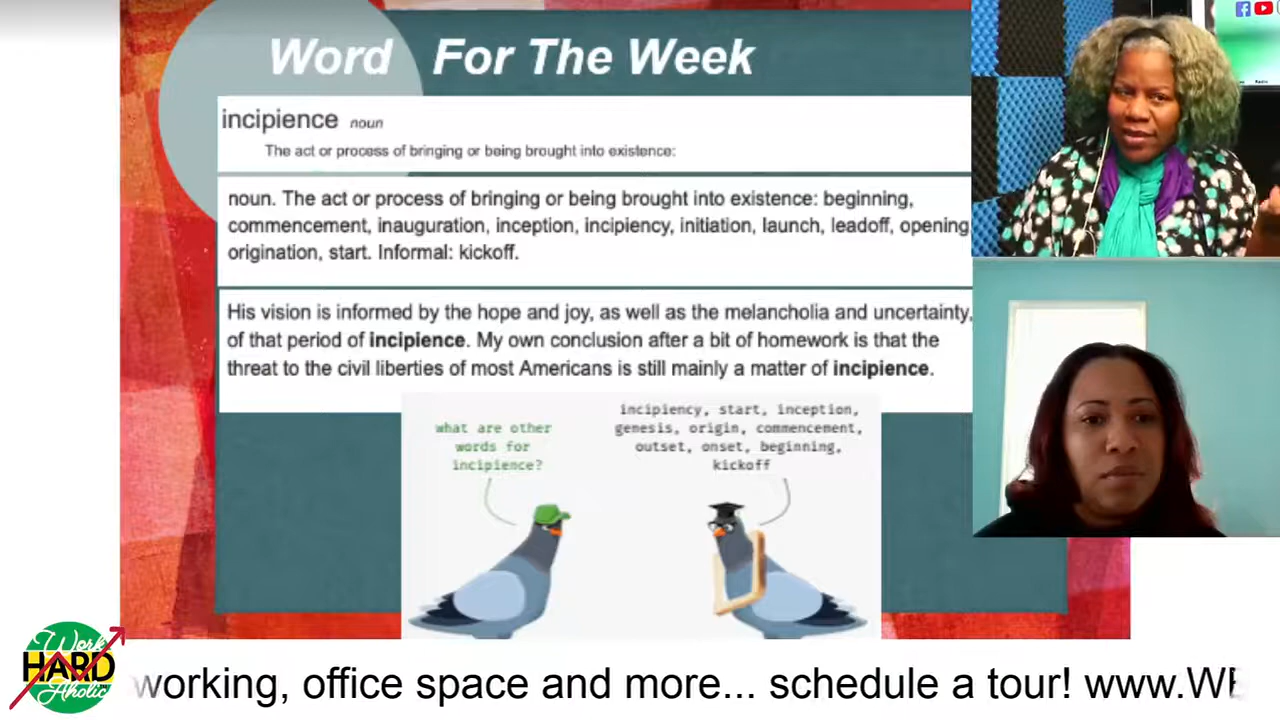 Word For The Week
incipience noun
The act or process of bringing or being brought into existence:
noun. The act or process of bringing or being brought into existence: beginning,
commencement, inauguration, inception, incipiency, initiation, launch, leadoff, opening,
origination, start. Informal: kickoff.
His vision is informed by the hope and joy, as well as the melancholia and uncertainty,
of that period of incipience. My own conclusion after a bit of homework is that the
threat to the civil liberties of most Americans is still mainly a matter of incipience.
what are other
words for
incipience?
incipiency, start, inception,
genesis, origin, commencement,
outset, onset, beginning,
kickoff
Work
HARD
Aholic
working, office space and more... schedule a tour! www.WE